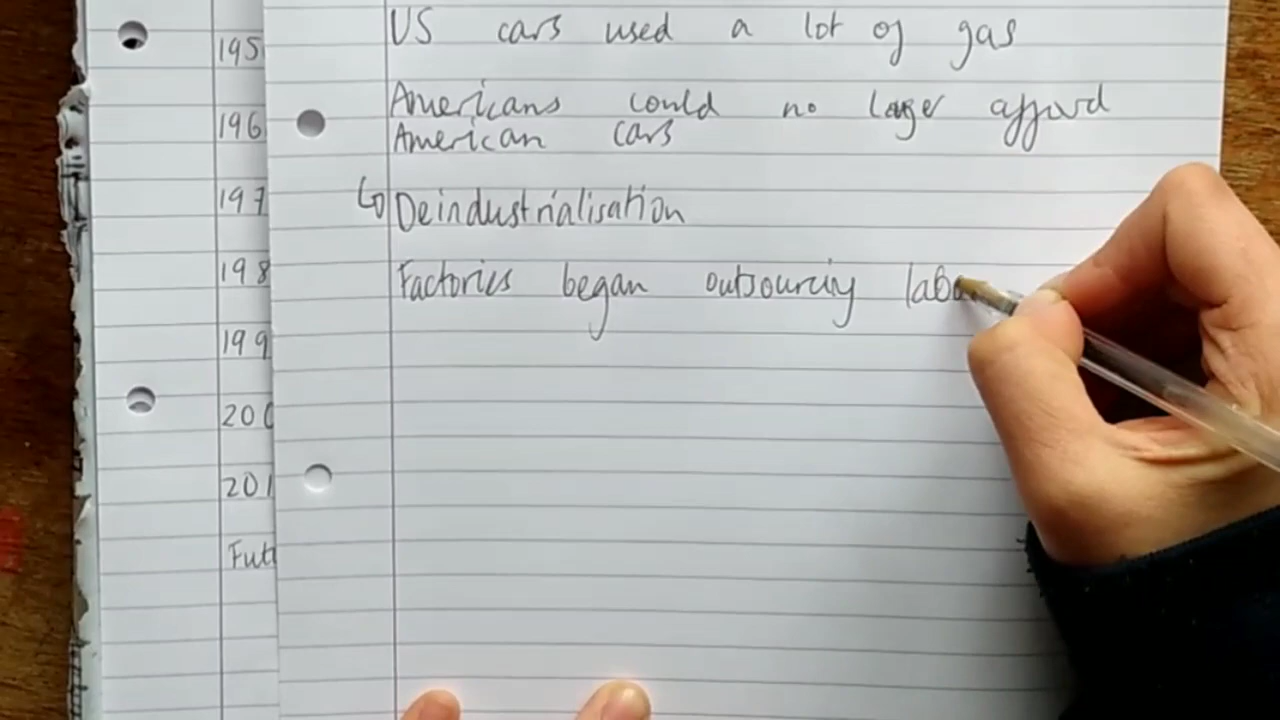 US cars used a lot of gas
Americans could no longer afford
American cars
Deindustrialisation
Factories began outsourcing labo
195
196
197
198
199
200
201
Futu